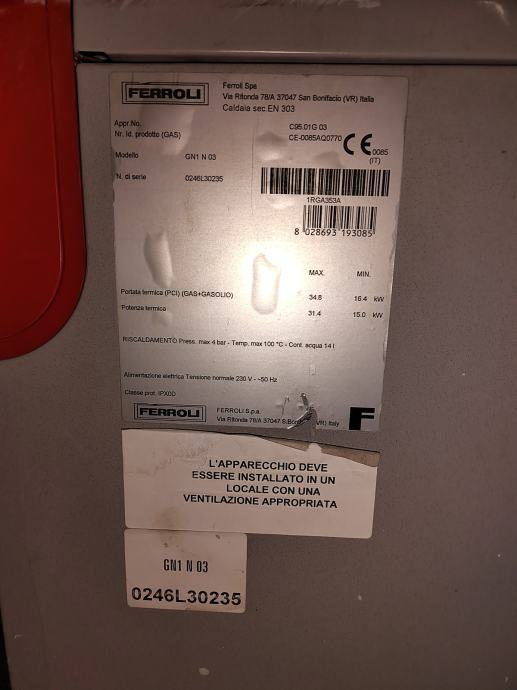 FERROLI
Ferroli Spa
Via Ritonda 78/A 37047 San Bonifacio (VR) Italia
Caldaia sec.EN 303
Appr.No. C95.01G 03
Nr. Id. prodotto (GAS) CE-0085AQ0770
CE 0085
(IT)
Modello GN1 N 03
N. di serie 0246L30235
1RGA353A
8 028693 193085
MAX. MIN.
Portata termica (PCI) (GAS+GASOLIO) 34.8 16.4 kW
Potenza termica 31.4 15.0 kW
RISCALDAMENTO Press. max 4 bar - Temp. max 100 °C - Cont. acqua 14 l
Alimentazione elettrica Tensione normale 230 V - ~50 Hz
Classe prot. IPX0D
FERROLI
FERROLI S.p.a.
Via Ritonda 78/A 37047 (VR) Italy
F
L'APPARECCHIO DEVE
ESSERE INSTALLATO IN UN
LOCALE CON UNA
VENTILAZIONE APPROPRIATA
GN1 N 03
0246L30235